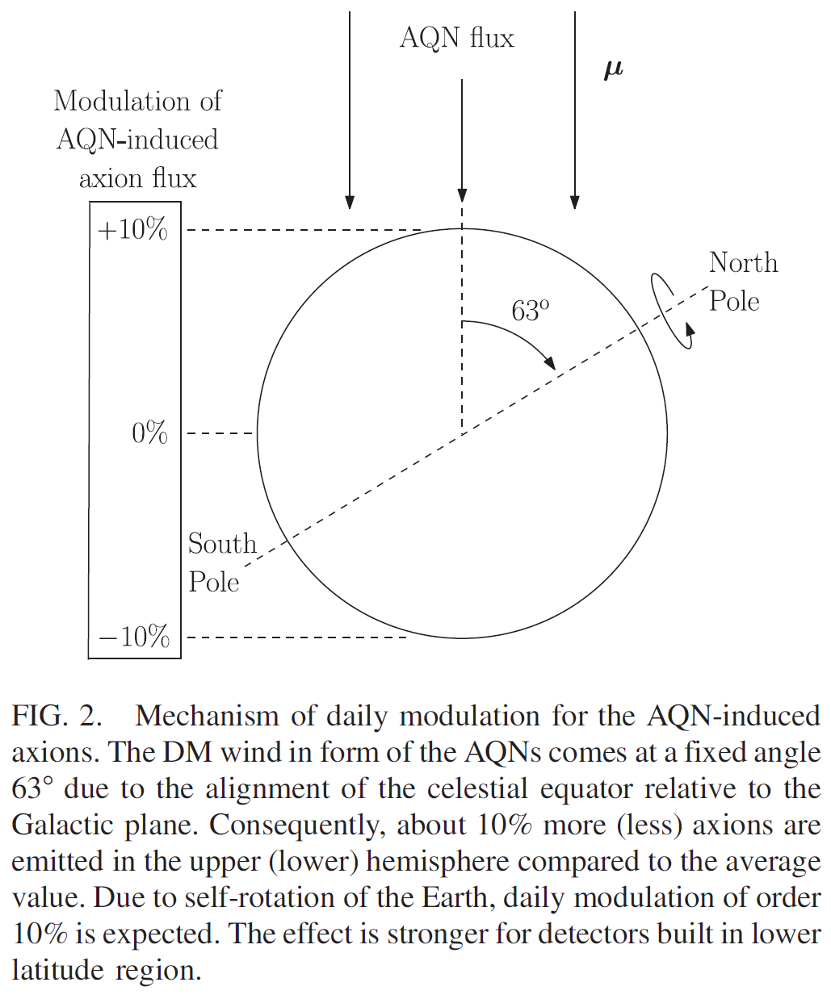 AQN flux
μ
Modulation of
AQN-induced
axion flux
+10%
63º
North
Pole
0%
South
Pole
−10%
FIG. 2. Mechanism of daily modulation for the AQN-induced
axions. The DM wind in form of the AQNs comes at a fixed angle
63° due to the alignment of the celestial equator relative to the
Galactic plane. Consequently, about 10% more (less) axions are
emitted in the upper (lower) hemisphere compared to the average
value. Due to self-rotation of the Earth, daily modulation of order
10% is expected. The effect is stronger for detectors built in lower
latitude region.